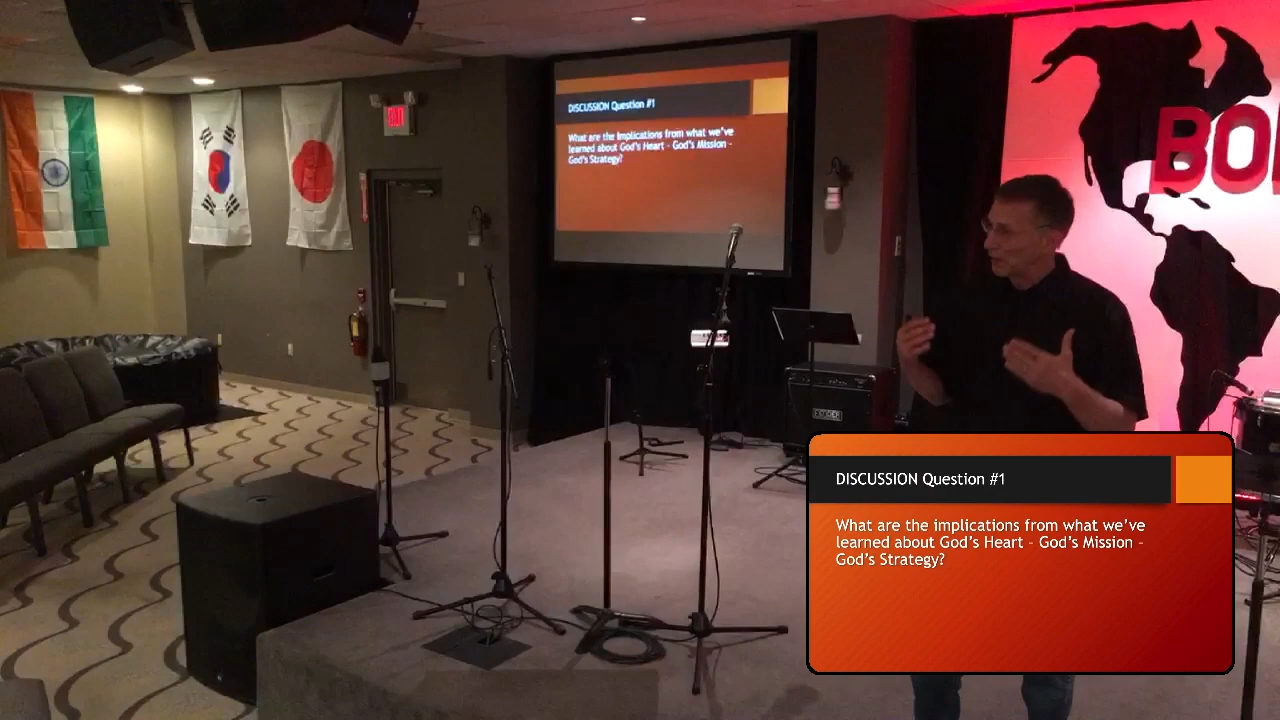 EXIT
DISCUSSION Question #1
What are the implications from what we've
learned about God's Heart - God's Mission -
God's Strategy?
BO
FENDER
DISCUSSION Question #1
What are the implications from what we've
learned about God's Heart - God's Mission -
God's Strategy?